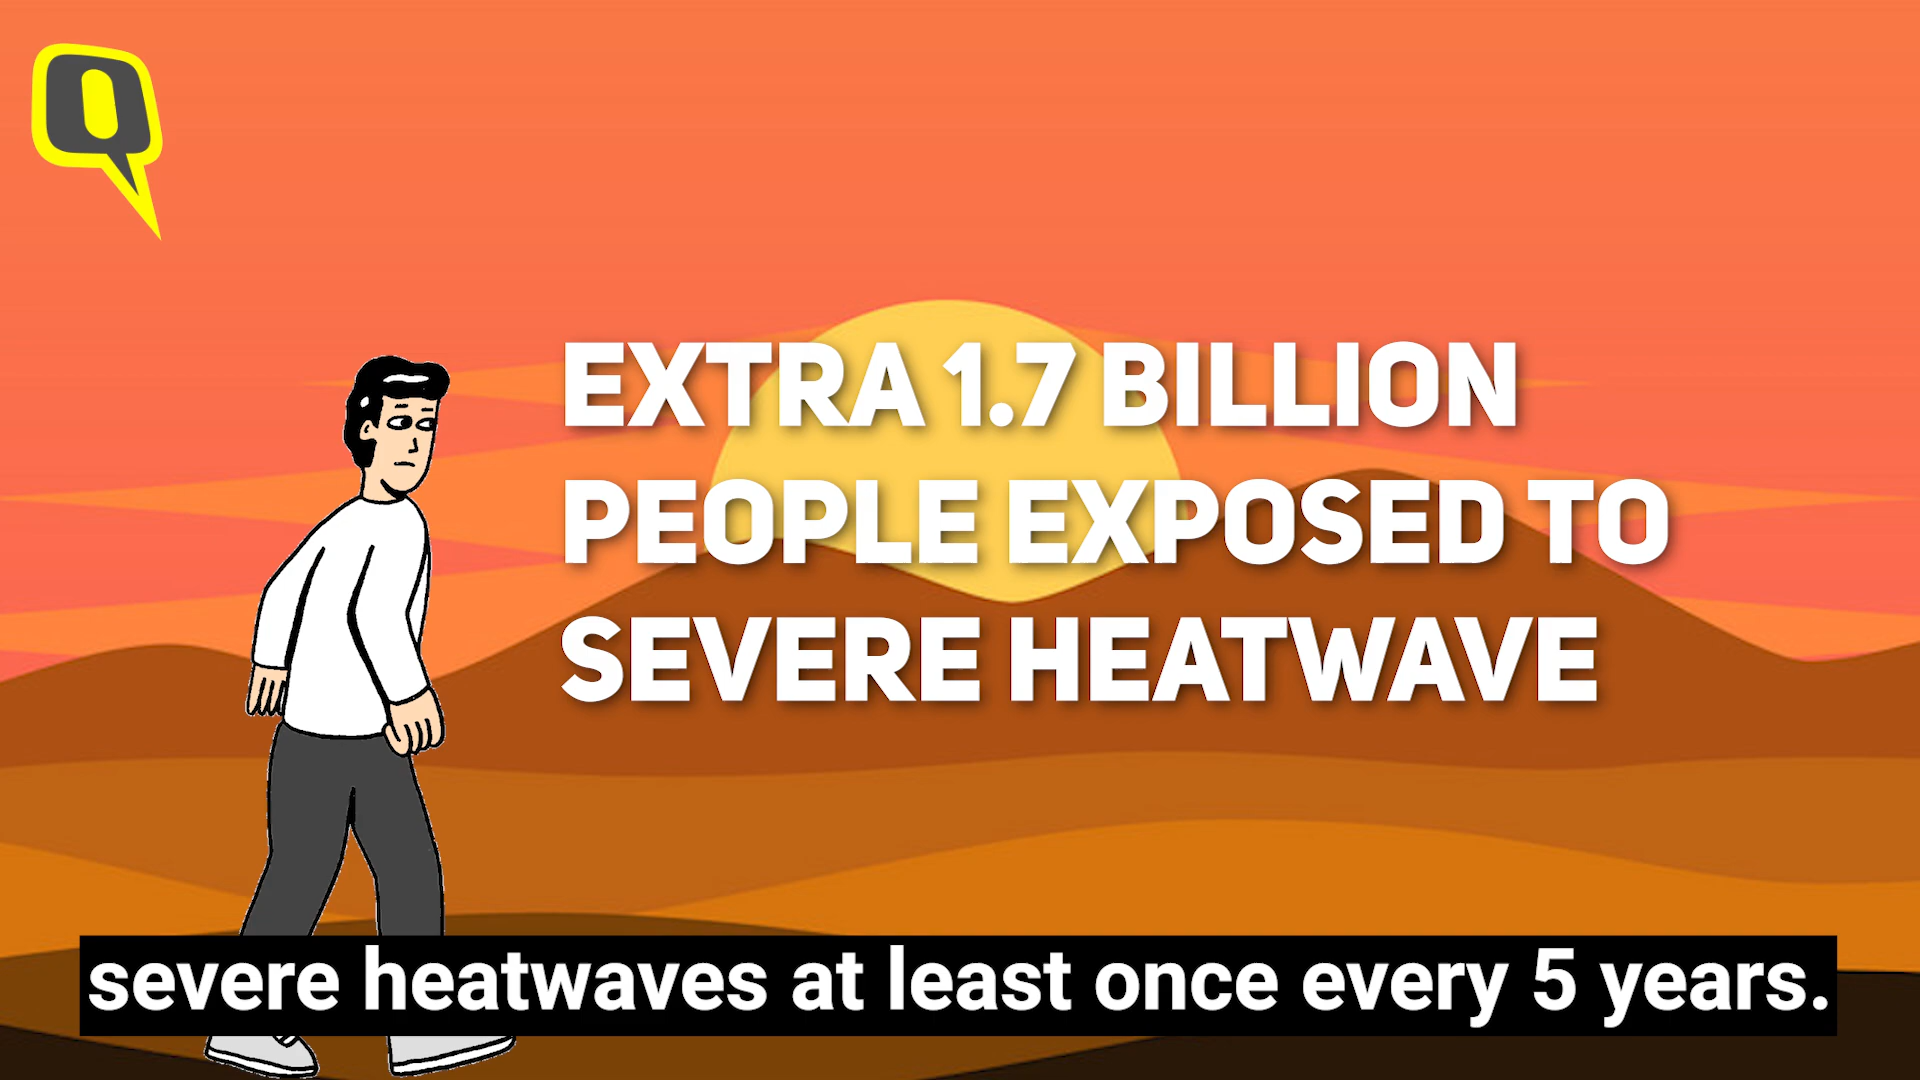 Q
EXTRA 1.7 BILLION
PEOPLE EXPOSED TO
SEVERE HEATWAVE
severe heatwaves at least once every 5 years.